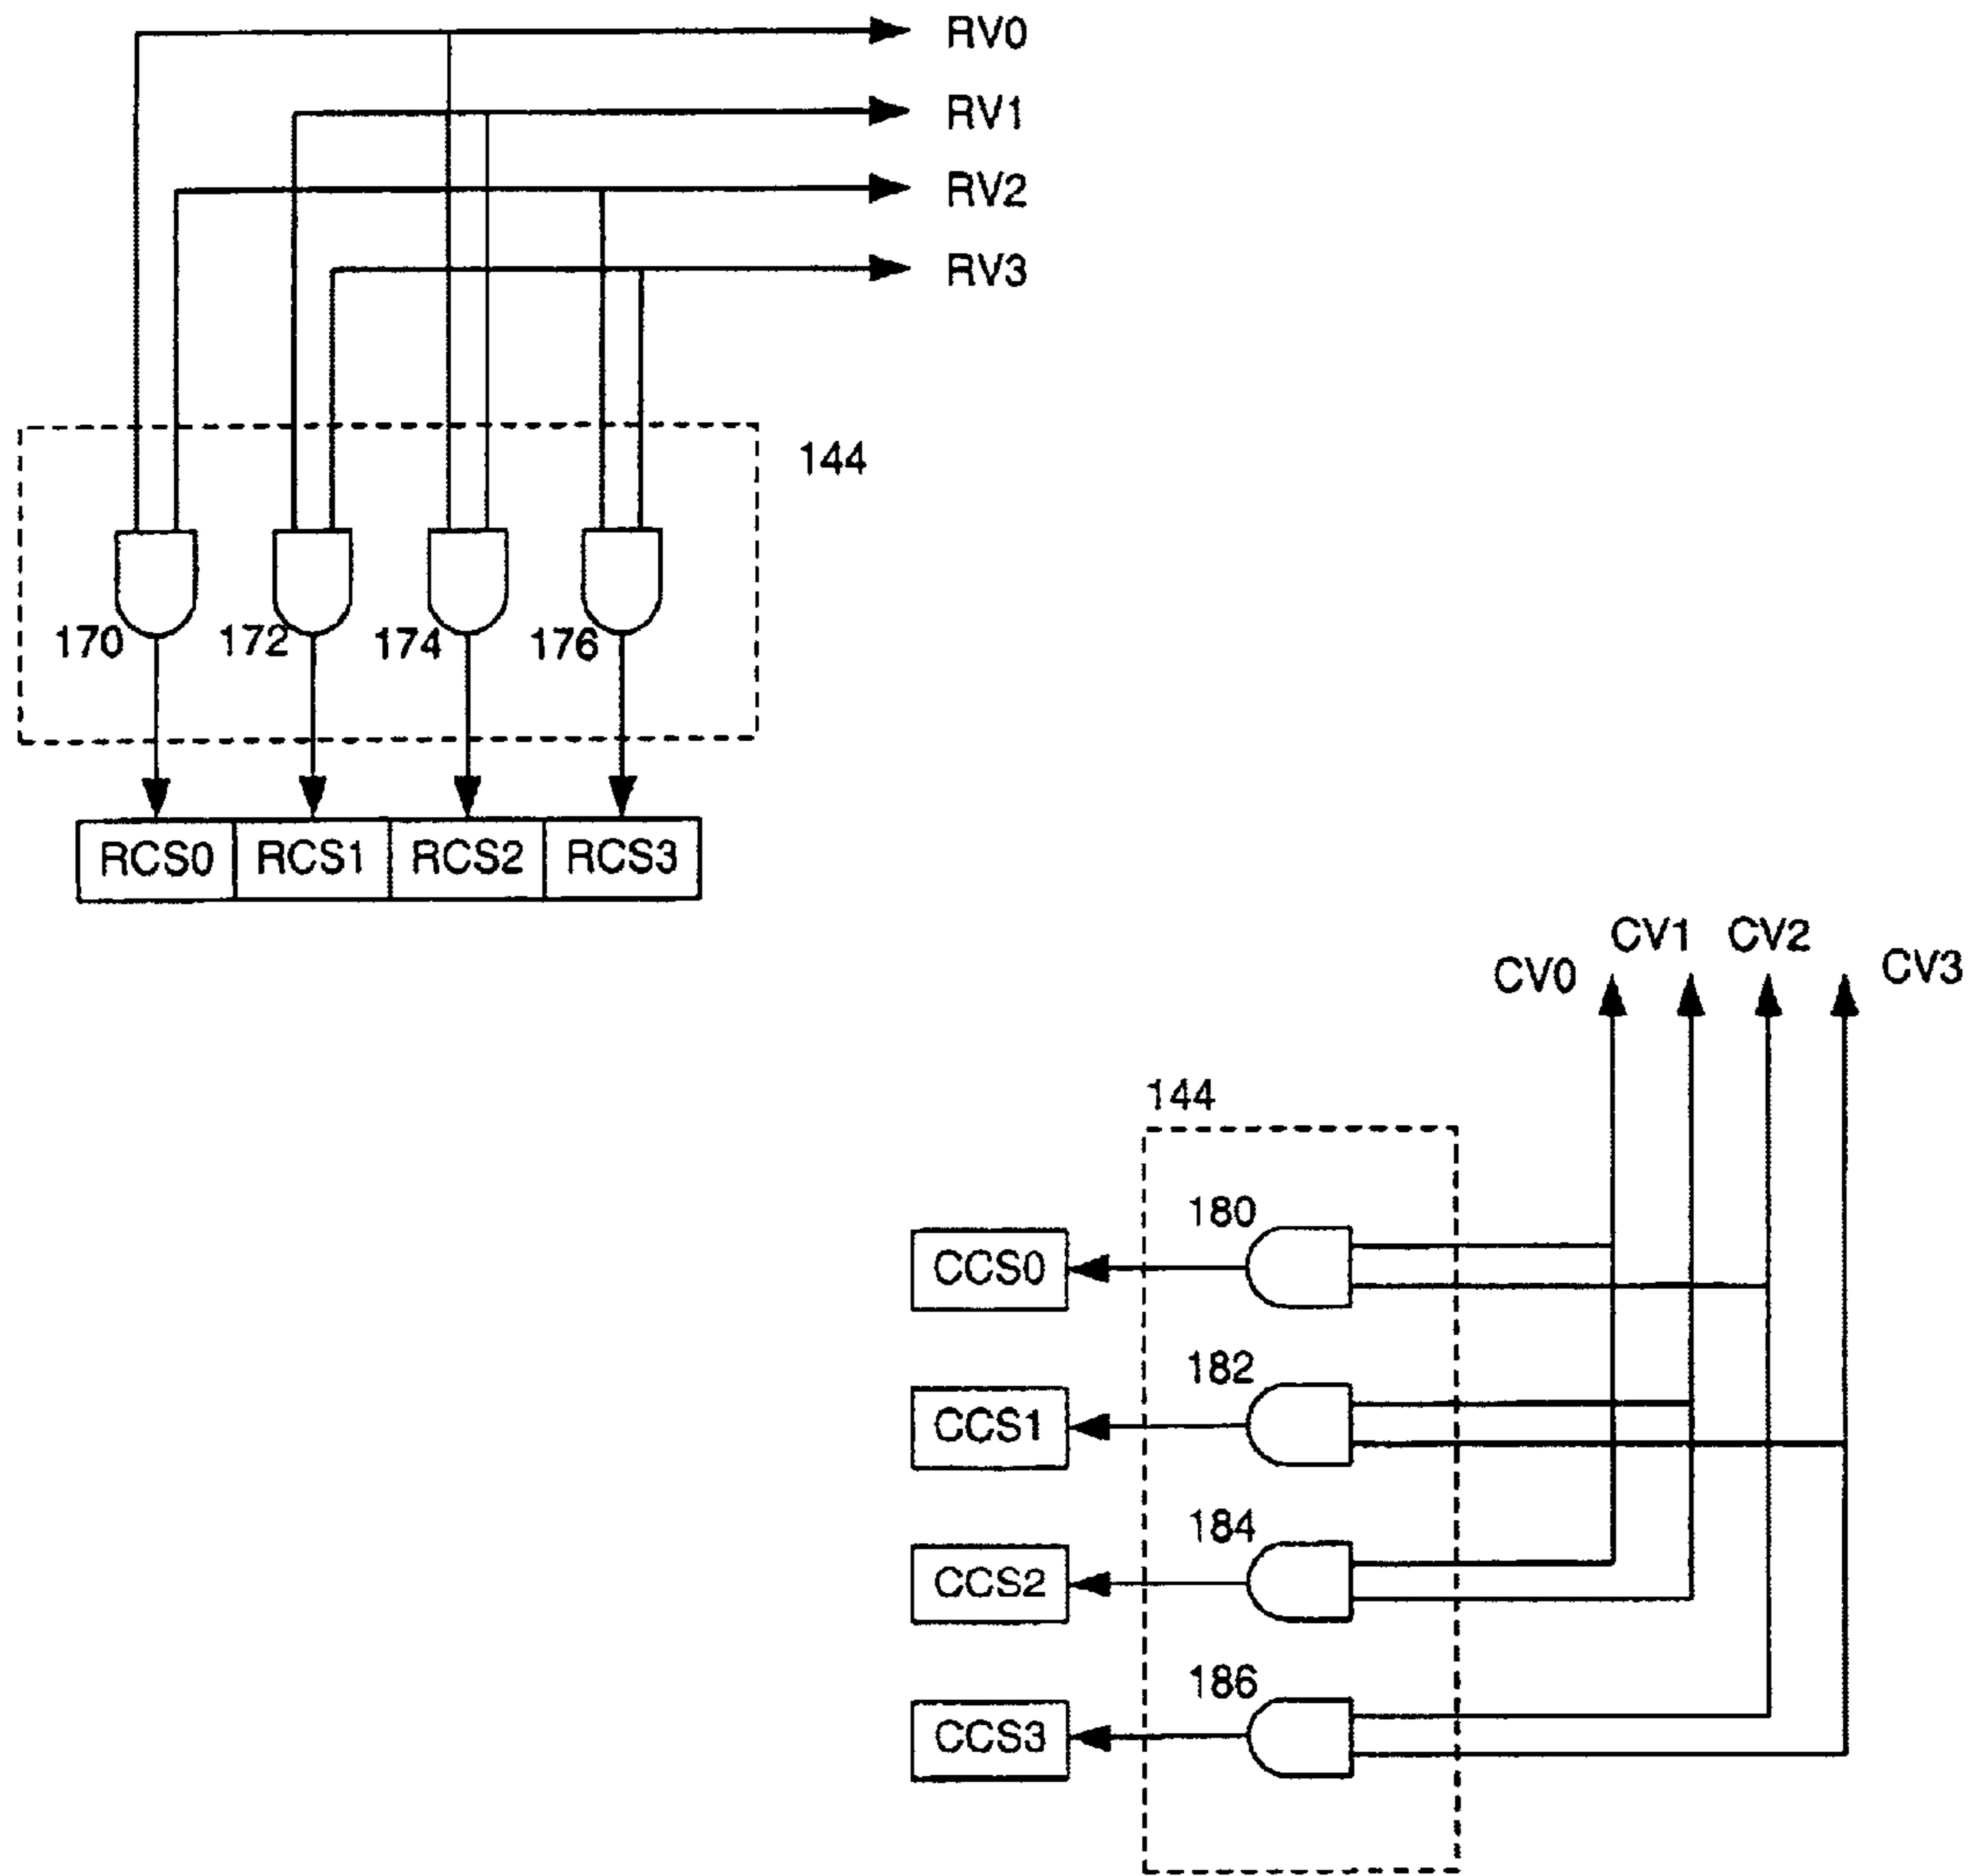 RV0
RV1
RV2
RV3
144
170 172 174 176
RCS0 RCS1 RCS2 RCS3
CV0 CV1 CV2 CV3
144
180
CCS0
182
CCS1
184
CCS2
186
CCS3